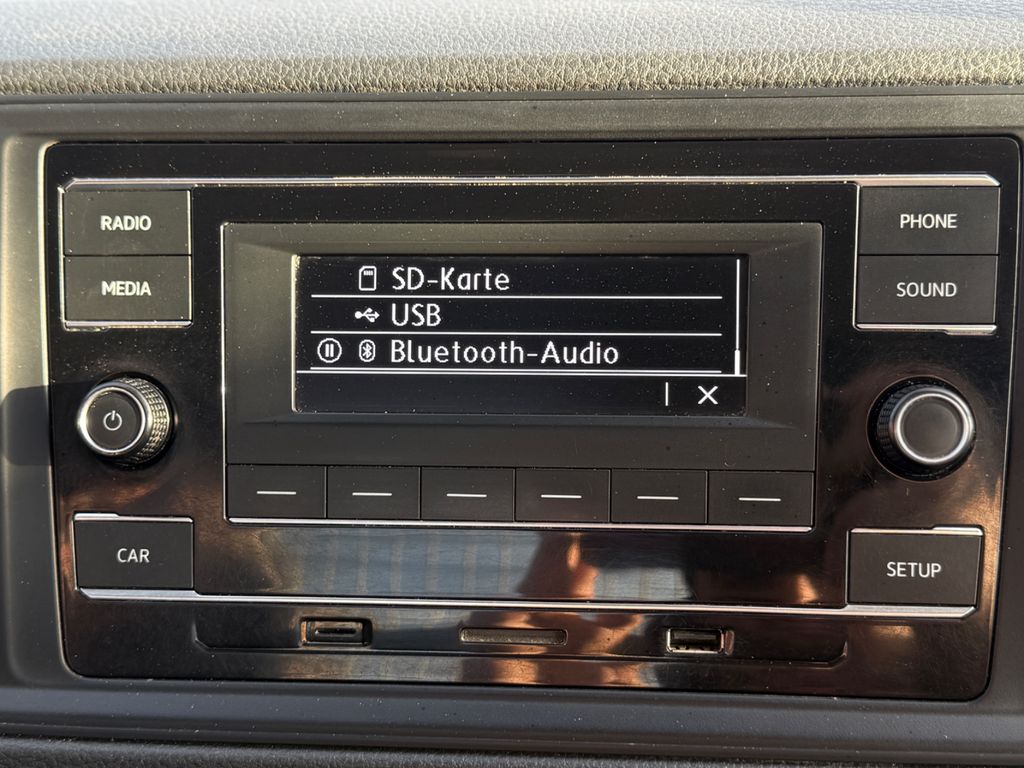 RADIO
PHONE
MEDIA
SOUND
SD-Karte
USB
Bluetooth-Audio
CAR
SETUP